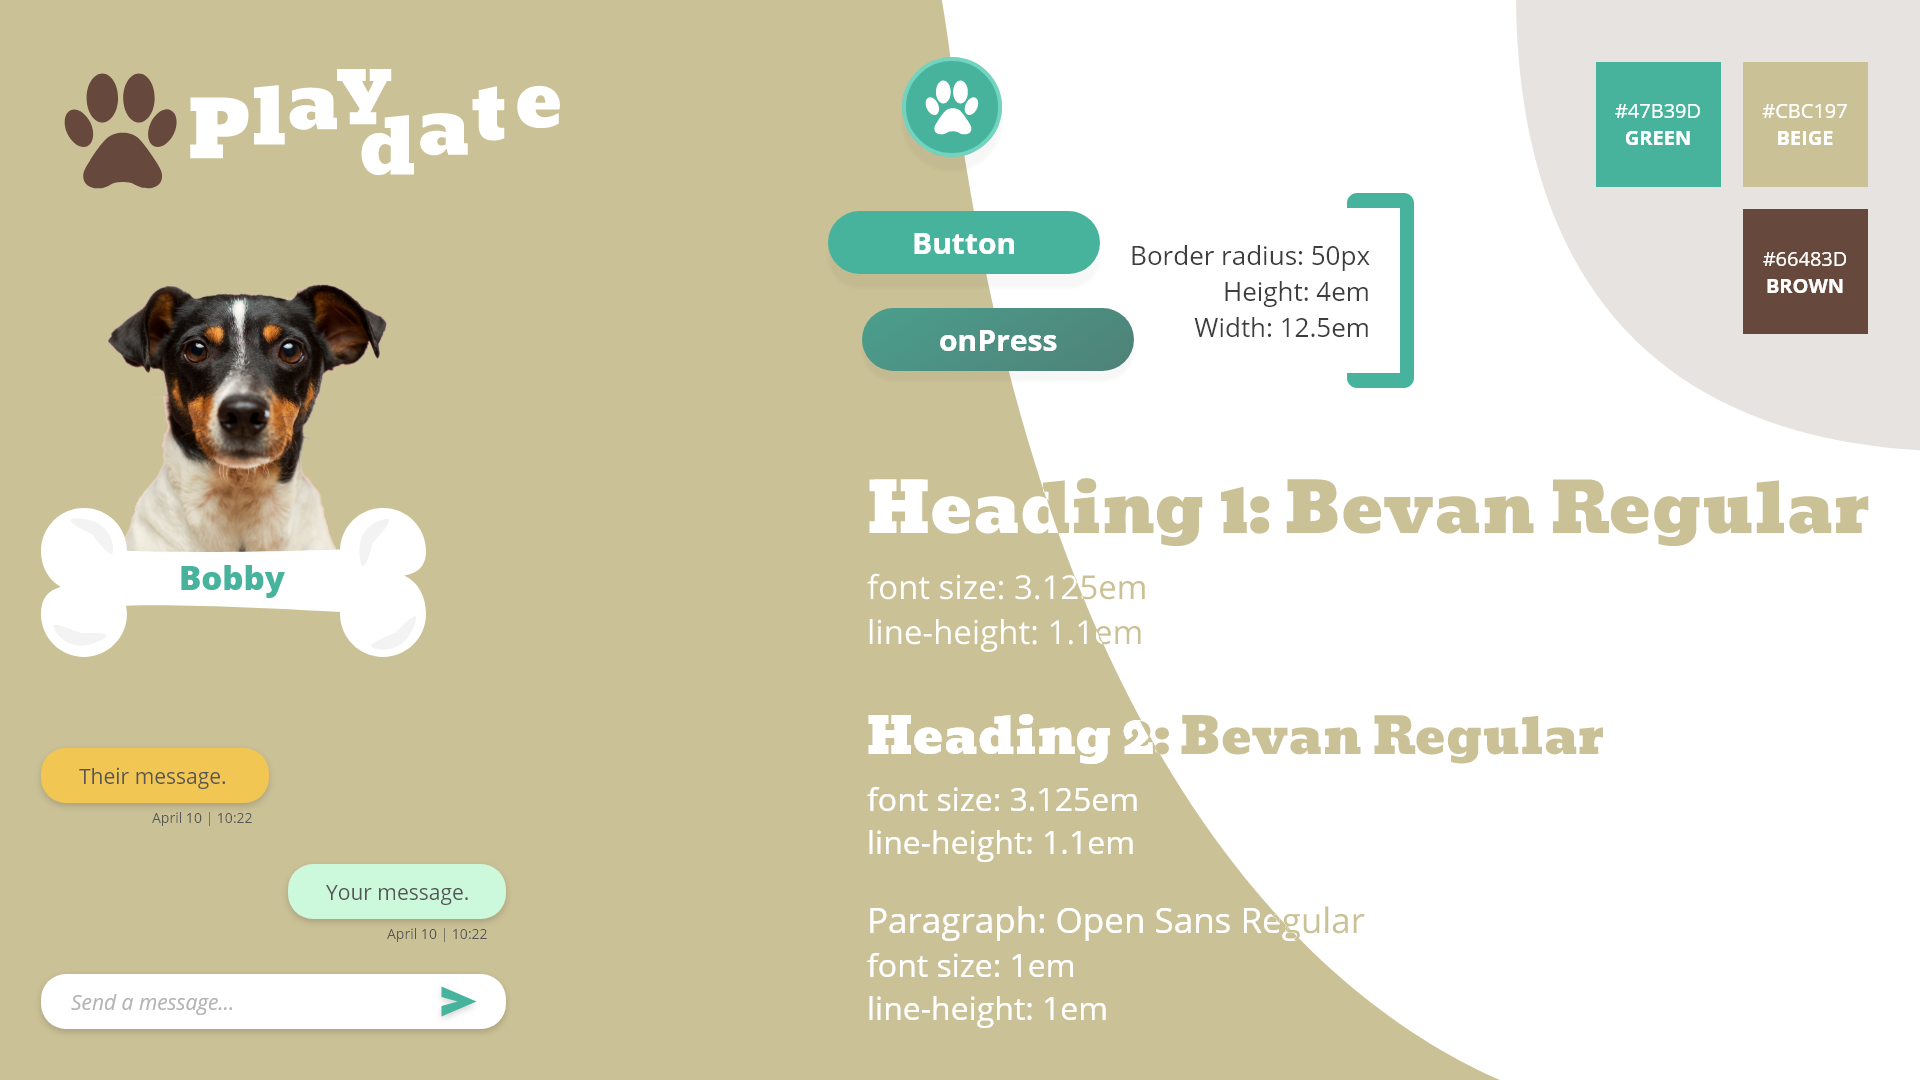 Playdate
Bobby
Their message.
April 10 | 10:22
Your message.
April 10 | 10:22
Send a message...
Button
onPress
Border radius: 50px
Height: 4em
Width: 12.5em
#47B39D
GREEN
#CBC197
BEIGE
#66483D
BROWN
Heading 1: Bevan Regular
font size: 3.125em
line-height: 1.1em
Heading 2: Bevan Regular
font size: 3.125em
line-height: 1.1em
Paragraph: Open Sans Regular
font size: 1em
line-height: 1em